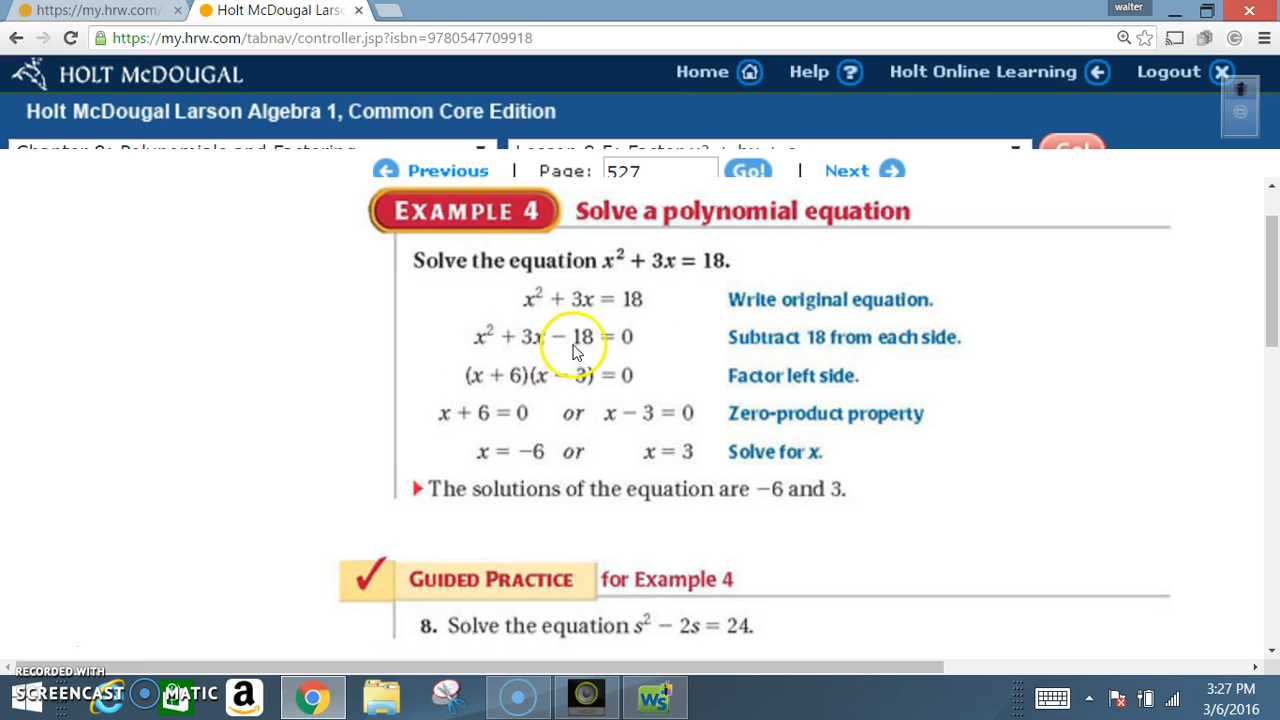 https://my.hrw.com/ × Holt McDougal Lars × walter
https://my.hrw.com/tabnav/controller.jsp?isbn=9780547709918
HOLT MCDOUGAL Home Help ? Holt Online Learning Logout X
Holt McDougal Larson Algebra 1, Common Core Edition
Previous | Page: 527 Go! | Next
EXAMPLE 4 Solve a polynomial equation
Solve the equation x² + 3x = 18.
x² + 3x = 18 Write original equation.
x² + 3x − 18 = 0 Subtract 18 from each side.
(x + 6)(x − 3) = 0 Factor left side.
x + 6 = 0 or x − 3 = 0 Zero-product property
x = −6 or x = 3 Solve for x.
The solutions of the equation are −6 and 3.
GUIDED PRACTICE for Example 4
8. Solve the equation s² − 2s = 24.
RECORDED WITH
SCREENCAST MATIC
3:27 PM
3/6/2016